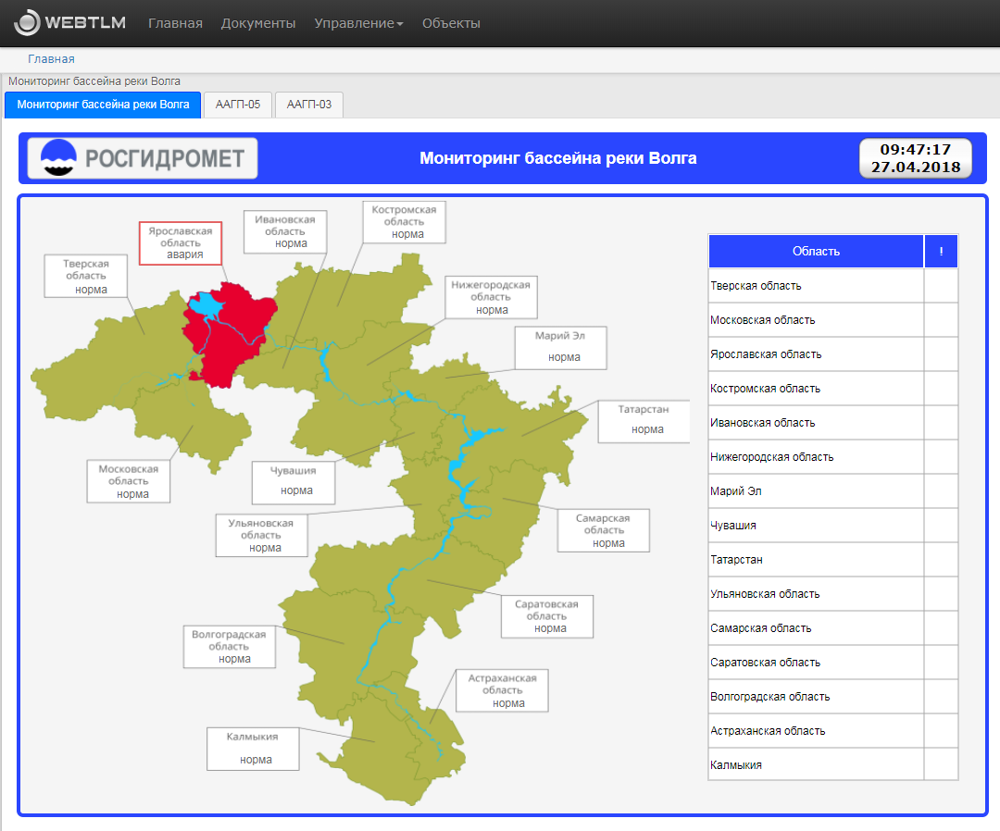 WEBTLM Главная Документы Управление Объекты
Главная
Мониторинг бассейна реки Волга
Мониторинг бассейна реки Волга ААГП-05 ААГП-03
РОСГИДРОМЕТ
Мониторинг бассейна реки Волга
09:47:17
27.04.2018
Костромская
область
норма
Ивановская
область
норма
Ярославская
область
авария
Тверская
область
норма
Нижегородская
область
норма
Марий Эл
норма
Татарстан
норма
Московская
область
норма
Чувашия
норма
Ульяновская
область
норма
Самарская
область
норма
Саратовская
область
норма
Волгоградская
область
норма
Астраханская
область
норма
Калмыкия
норма
Область !
Тверская область
Московская область
Ярославская область
Костромская область
Ивановская область
Нижегородская область
Марий Эл
Чувашия
Татарстан
Ульяновская область
Самарская область
Саратовская область
Волгоградская область
Астраханская область
Калмыкия